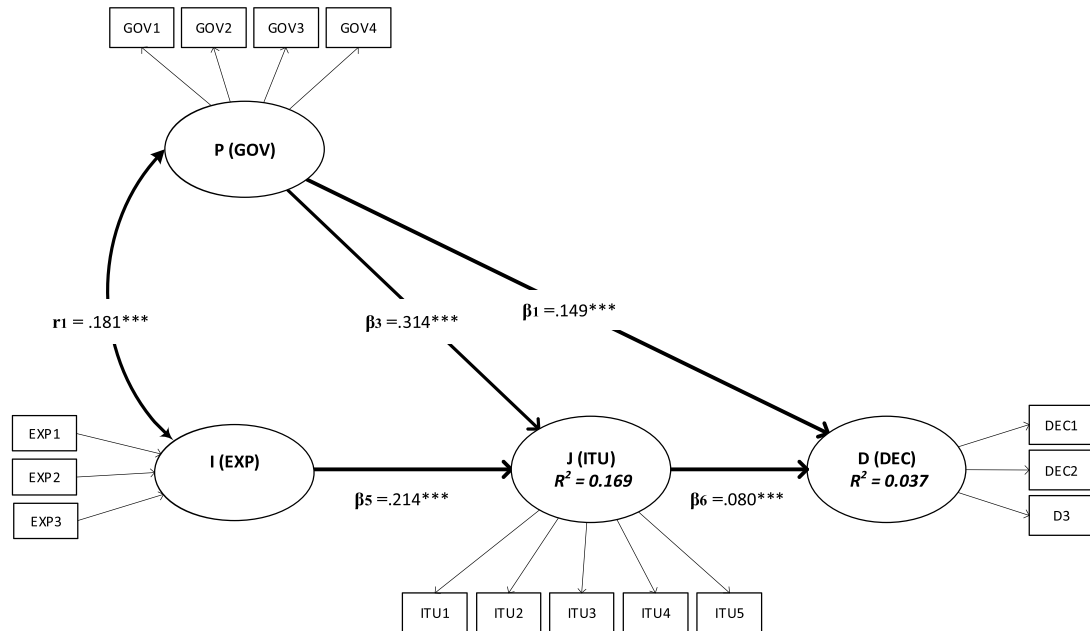 GOV1
GOV2
GOV3
GOV4
P (GOV)
r1 = .181***
β3 =.314***
β1 =.149***
EXP1
EXP2
EXP3
I (EXP)
β5 =.214***
J (ITU)
R² = 0.169
β6 =.080***
D (DEC)
R² = 0.037
DEC1
DEC2
D3
ITU1
ITU2
ITU3
ITU4
ITU5